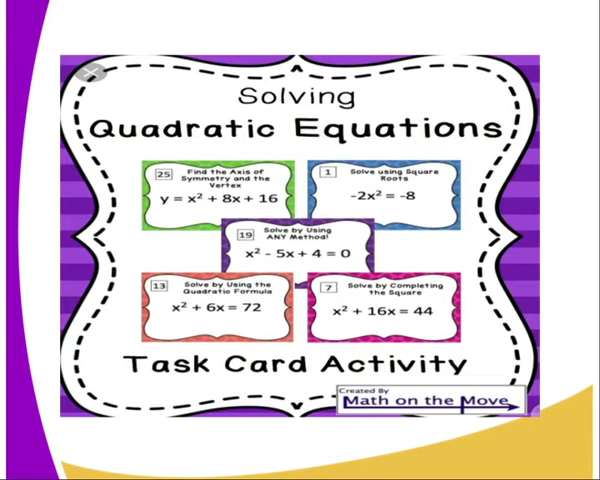 Solving
Quadratic Equations
25
Find the Axis of
Symmetry and the
Vertex
y = x² + 8x + 16
1
Solve using Square
Roots
-2x² = -8
19
Solve by Using
ANY Method!
x² - 5x + 4 = 0
13
Solve by Using the
Quadratic Formula
x² + 6x = 72
7
Solve by Completing
the Square
x² + 16x = 44
Task Card Activity
Created By
Math on the Move